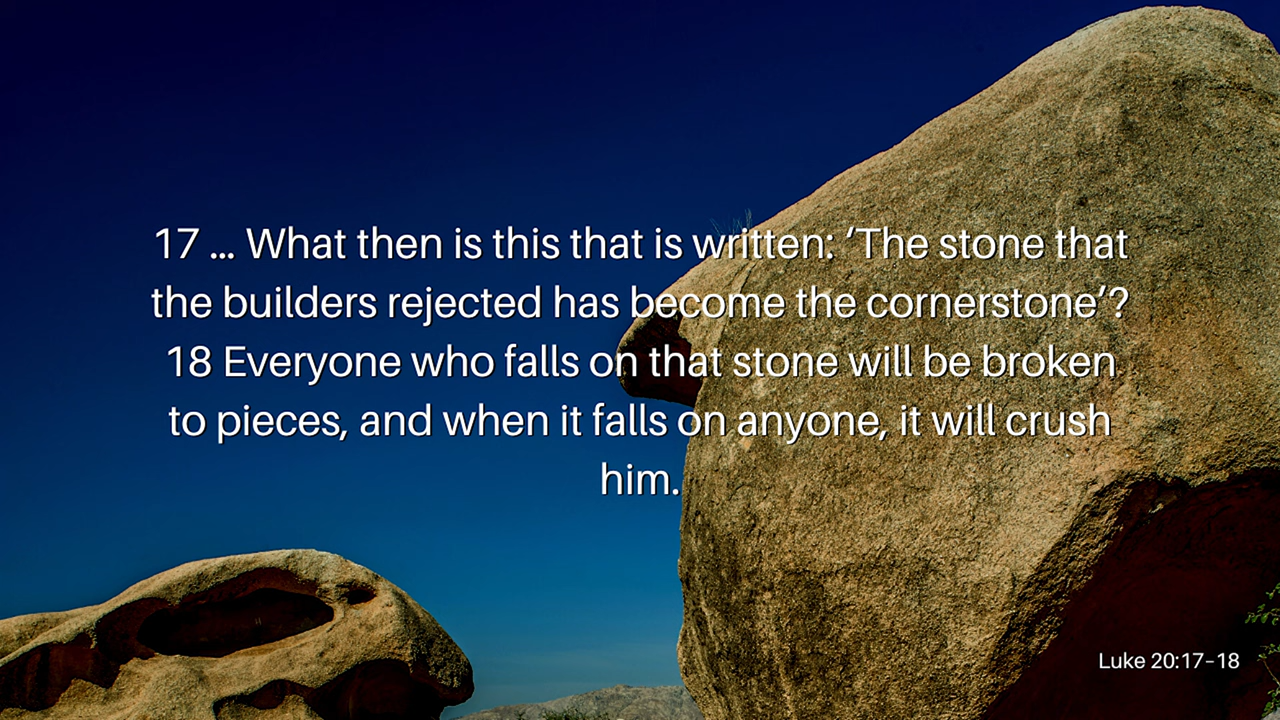 17 ... What then is this that is written: ‘The stone that
the builders rejected has become the cornerstone’?
18 Everyone who falls on that stone will be broken
to pieces, and when it falls on anyone, it will crush
him.
Luke 20:17–18